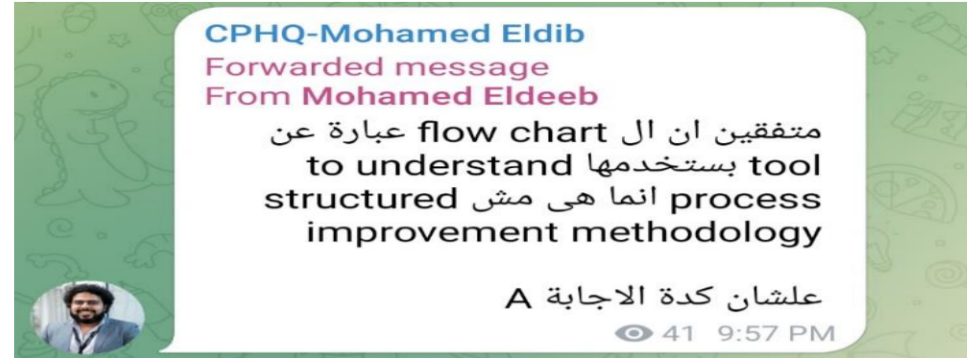 CPHQ-Mohamed Eldib
Forwarded message
From Mohamed Eldeeb
متفقين ان ال flow chart عبارة عن
tool بستخدمها to understand
process انما هى مش structured
improvement methodology
علشان كدة الاجابة A
41 9:57 PM